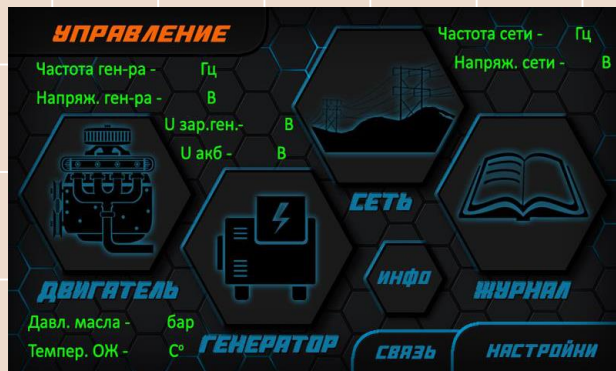 УПРАВЛЕНИЕ
Частота сети - Гц
Частота ген-ра - Гц
Напряж. сети - В
Напряж. ген-ра - В
U зар.ген.- В
U акб - В
СЕТЬ
ИНФО
ДВИГАТЕЛЬ
ЖУРНАЛ
Давл. масла - бар
ГЕНЕРАТОР
Темпер. ОЖ - С°
СВЯЗЬ
НАСТРОЙКИ